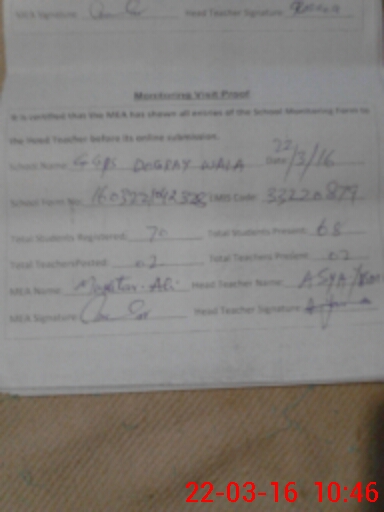 MEA Signature Head Teacher Signature
Monitoring Visit Proof
It is certified that the MEA has shown all entries of the School Monitoring Form to
the Head Teacher before its online submission.
School Name: GGPS DOGRAY WALA Date: 22/3/16
School Form No: EMIS Code: 33220879
Total Students Registered: 70 Total Students Present: 68
Total Teachers Posted: 02 Total Teachers Present: 02
MEA Name: Ali Head Teacher Name: ASYA
MEA Signature: Head Teacher Signature:
22-03-16 10:46